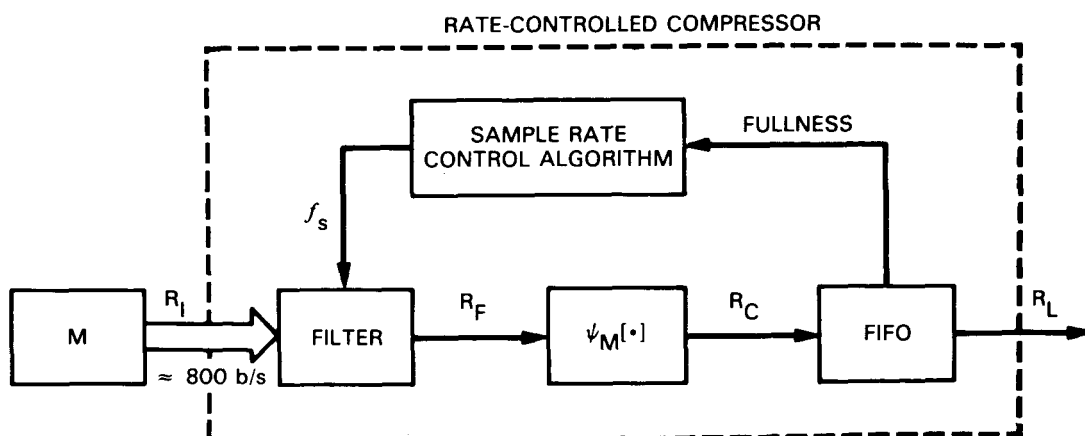 RATE-CONTROLLED COMPRESSOR
SAMPLE RATE
CONTROL ALGORITHM
FULLNESS
f_s
M
R_I
≈ 800 b/s
FILTER
R_F
ψ_M[•]
R_C
FIFO
R_L